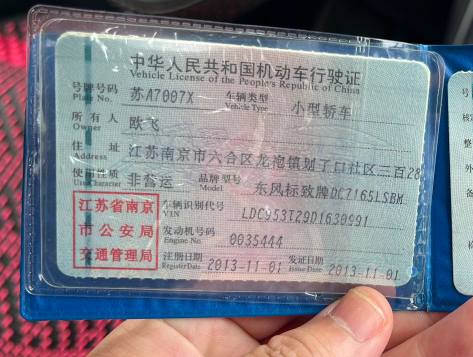 中华人民共和国机动车行驶证
Vehicle License of the People's Republic of China
号牌号码 苏A7007X 车辆类型 小型轿车
Plate No. Vehicle Type
所有人 欧飞
Owner
住址 江苏南京市六合区龙泡镇划了口社区三百28
Address
使用性质 非营运 品牌型号 东风标致牌DC7165LSBM
Use Character Model
江苏省南京
市公安局
交通管理局
车辆识别代号 LDC953T29D1630991
VIN
发动机号码 0035444
Engine No.
注册日期 2013-11-01 发证日期 2013-11-01
Register Date Issue Date
号
核
整
外
备